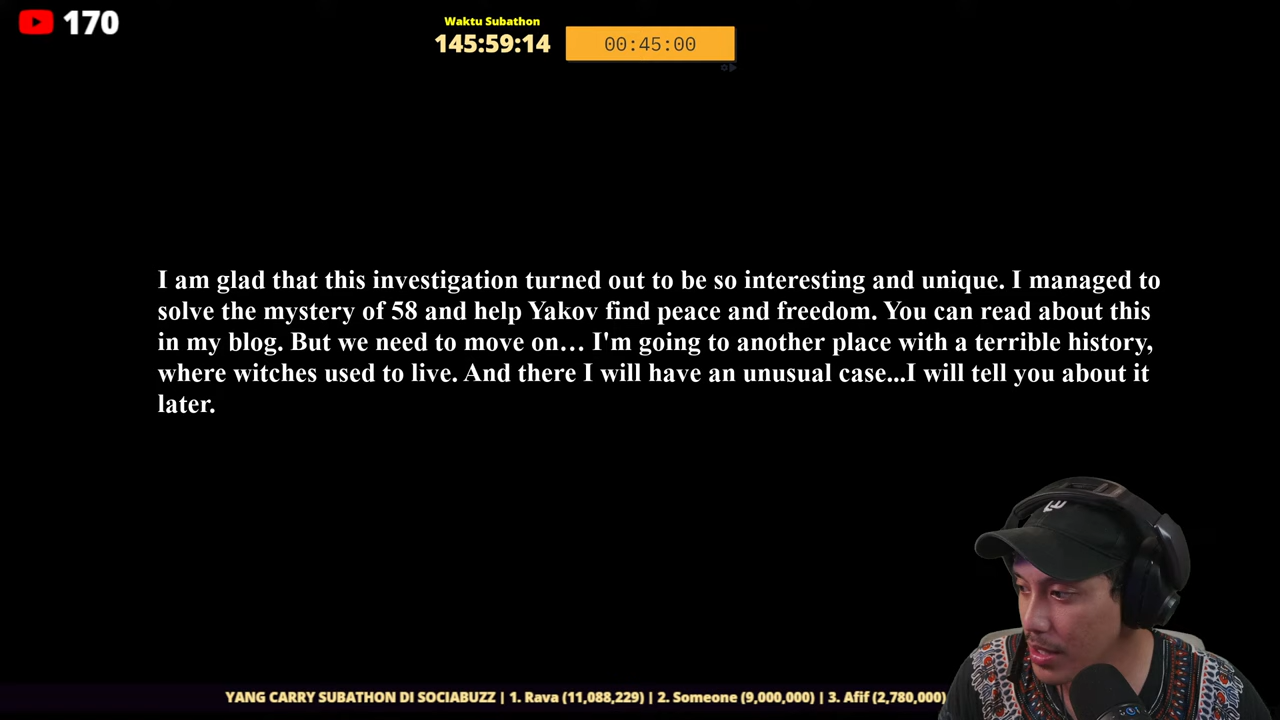 170
Waktu Subathon
145:59:14
00:45:00
I am glad that this investigation turned out to be so interesting and unique. I managed to
solve the mystery of 58 and help Yakov find peace and freedom. You can read about this
in my blog. But we need to move on… I'm going to another place with a terrible history,
where witches used to live. And there I will have an unusual case...I will tell you about it
later.
YANG CARRY SUBATHON DI SOCIABUZZ | 1. Rava (11,088,229) | 2. Someone (9,000,000) | 3. Afif (2,780,000)